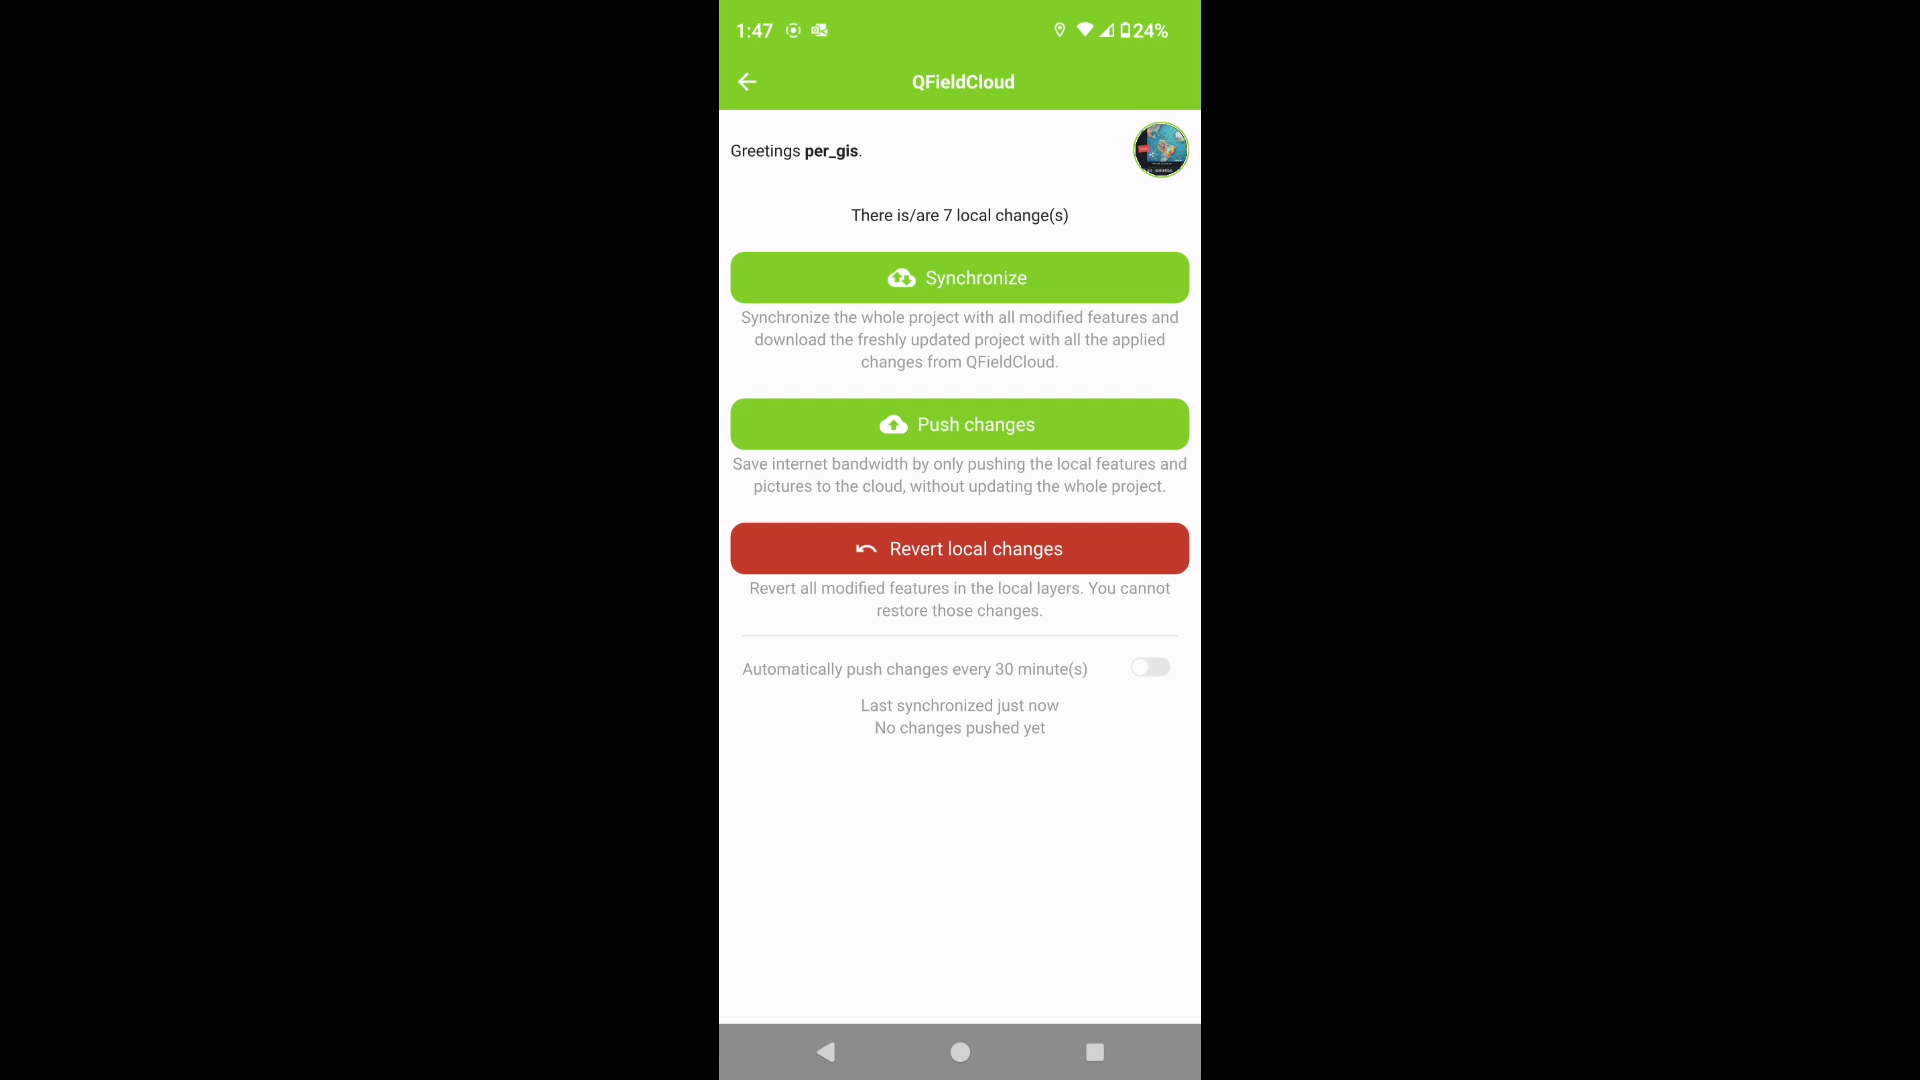 1:47
24%
QFieldCloud
Greetings per_gis.
There is/are 7 local change(s)
Synchronize
Synchronize the whole project with all modified features and
download the freshly updated project with all the applied
changes from QFieldCloud.
Push changes
Save internet bandwidth by only pushing the local features and
pictures to the cloud, without updating the whole project.
Revert local changes
Revert all modified features in the local layers. You cannot
restore those changes.
Automatically push changes every 30 minute(s)
Last synchronized just now
No changes pushed yet